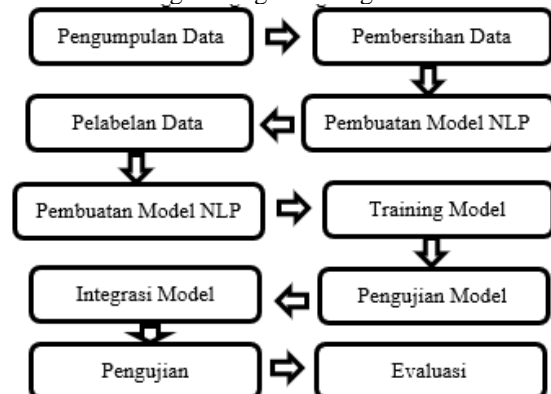 Pengumpulan Data
Pembersihan Data
Pembuatan Model NLP
Pelabelan Data
Pembuatan Model NLP
Training Model
Pengujian Model
Integrasi Model
Pengujian
Evaluasi